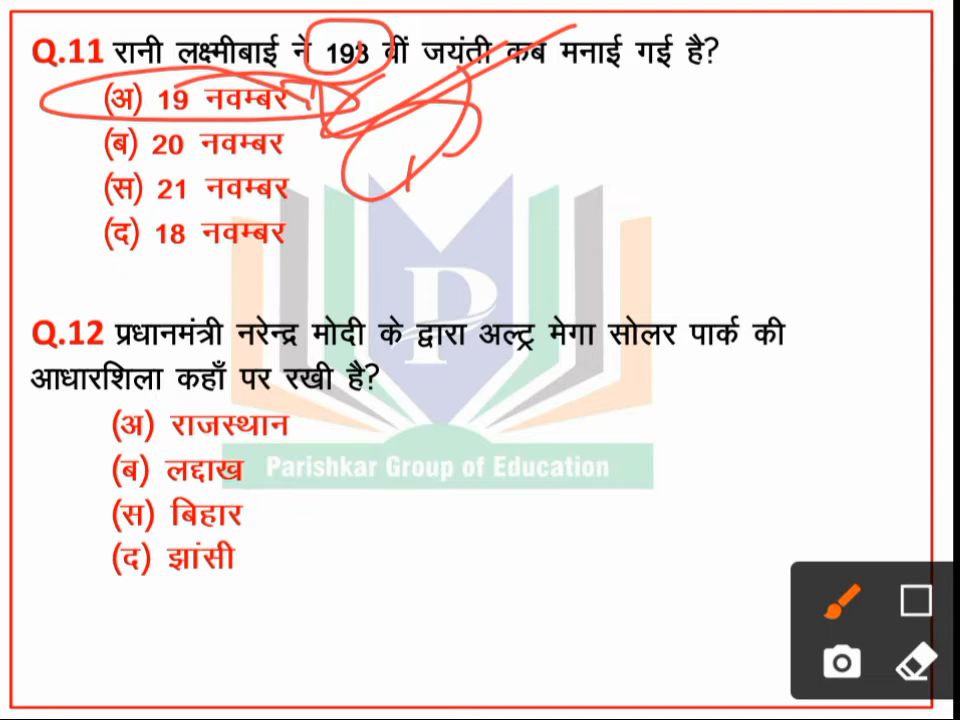 Q.11 रानी लक्ष्मीबाई ने 193 वीं जयंती कब मनाई गई है?
(अ) 19 नवम्बर
(ब) 20 नवम्बर
(स) 21 नवम्बर
(द) 18 नवम्बर
Q.12 प्रधानमंत्री नरेन्द्र मोदी के द्वारा अल्ट्र मेगा सोलर पार्क की
आधारशिला कहाँ पर रखी है?
(अ) राजस्थान
(ब) लद्दाख
(स) बिहार
(द) झांसी
P
Parishkar Group of Education